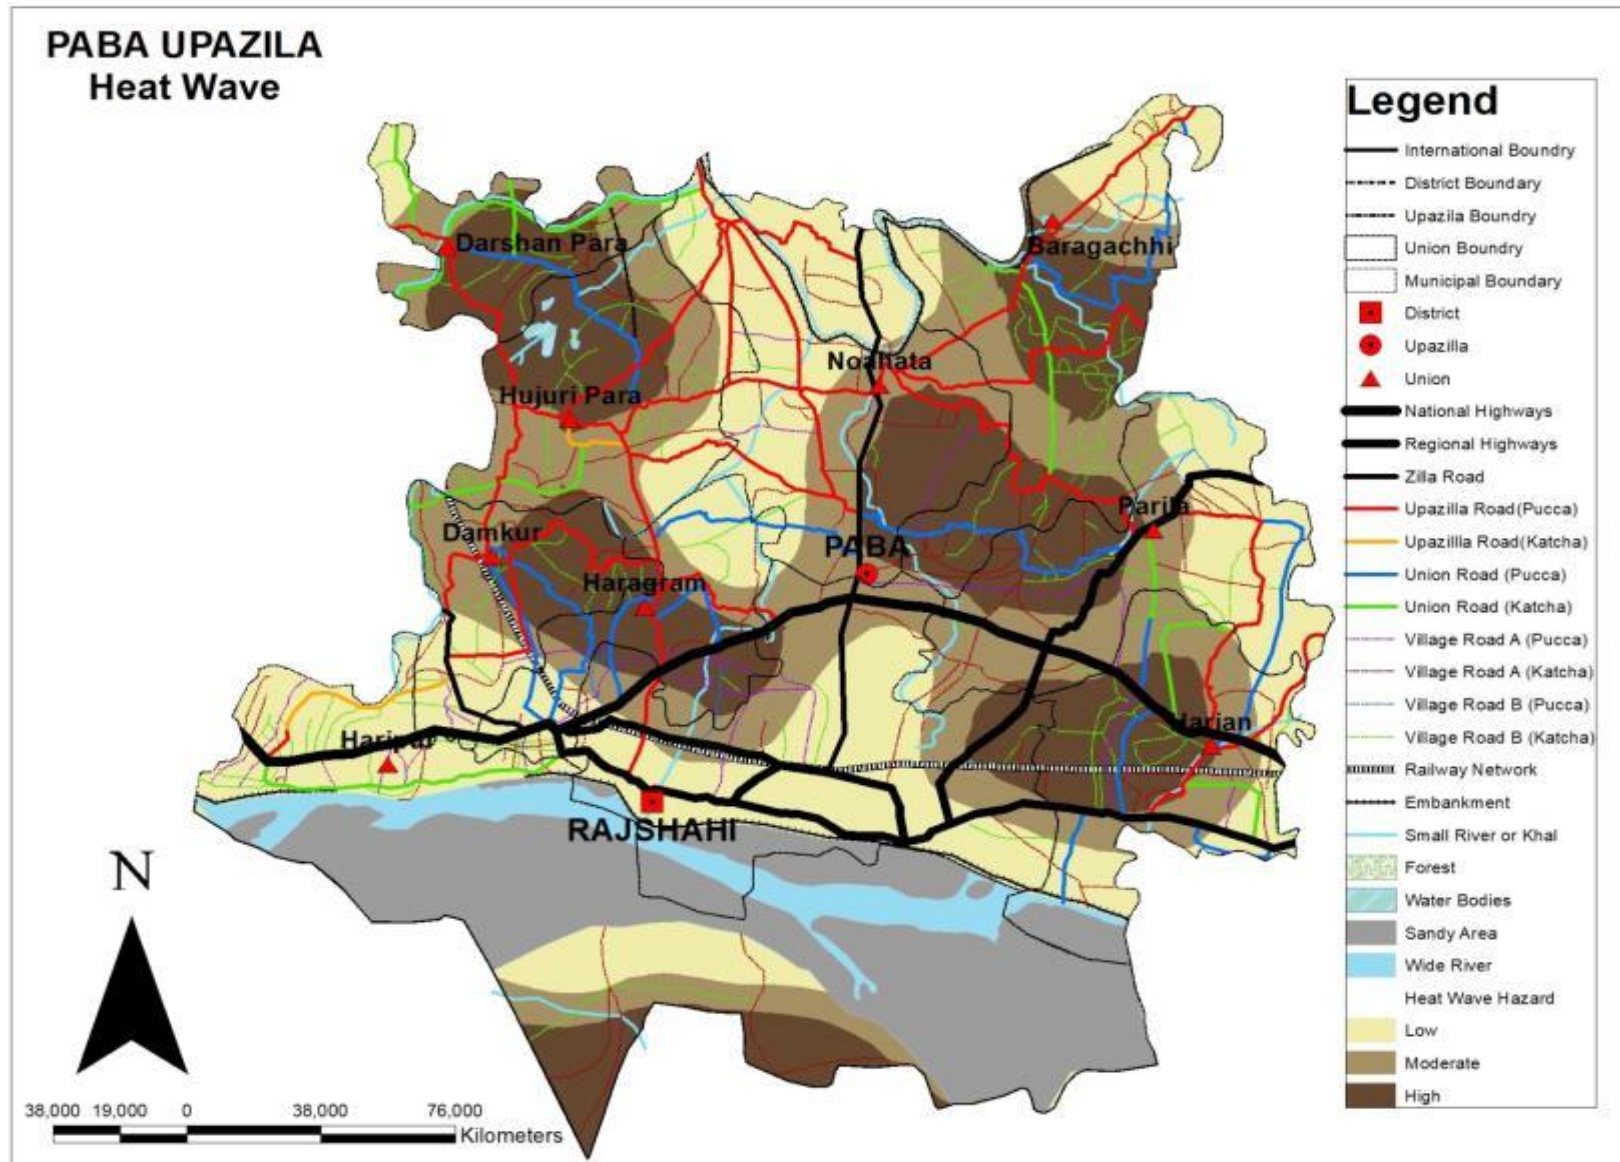 PABA UPAZILA
Heat Wave
Darshan Para
Baragachhi
Noahata
Hujuri Para
Damkur
Parila
PABA
Haragram
Harian
Haripur
RAJSHAHI
N
38,000 19,000 0 38,000 76,000
Kilometers
Legend
International Boundry
District Boundary
Upazila Boundry
Union Boundry
Municipal Boundary
District
Upazilla
Union
National Highways
Regional Highways
Zilla Road
Upazilla Road(Pucca)
Upazillla Road(Katcha)
Union Road (Pucca)
Union Road (Katcha)
Village Road A (Pucca)
Village Road A (Katcha)
Village Road B (Pucca)
Village Road B (Katcha)
Railway Network
Embankment
Small River or Khal
Forest
Water Bodies
Sandy Area
Wide River
Heat Wave Hazard
Low
Moderate
High